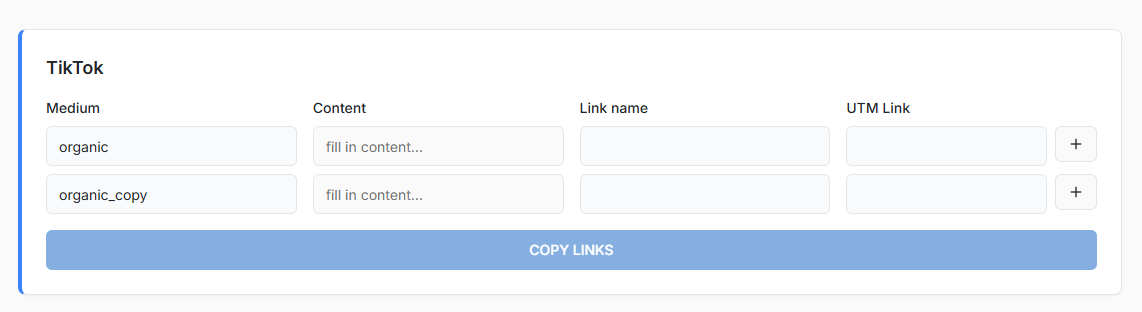 TikTok
Medium Content Link name UTM Link
organic fill in content... +
organic_copy fill in content... +
COPY LINKS